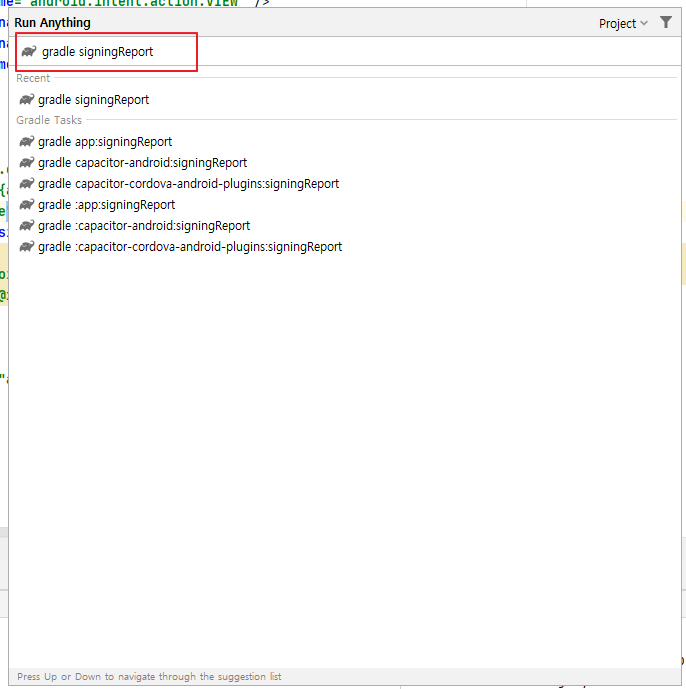 me="android.intent.action.VIEW" />
Run Anything
Project
gradle signingReport
Recent
gradle signingReport
Gradle Tasks
gradle app:signingReport
gradle capacitor-android:signingReport
gradle capacitor-cordova-android-plugins:signingReport
gradle :app:signingReport
gradle :capacitor-android:signingReport
gradle :capacitor-cordova-android-plugins:signingReport
Press Up or Down to navigate through the suggestion list